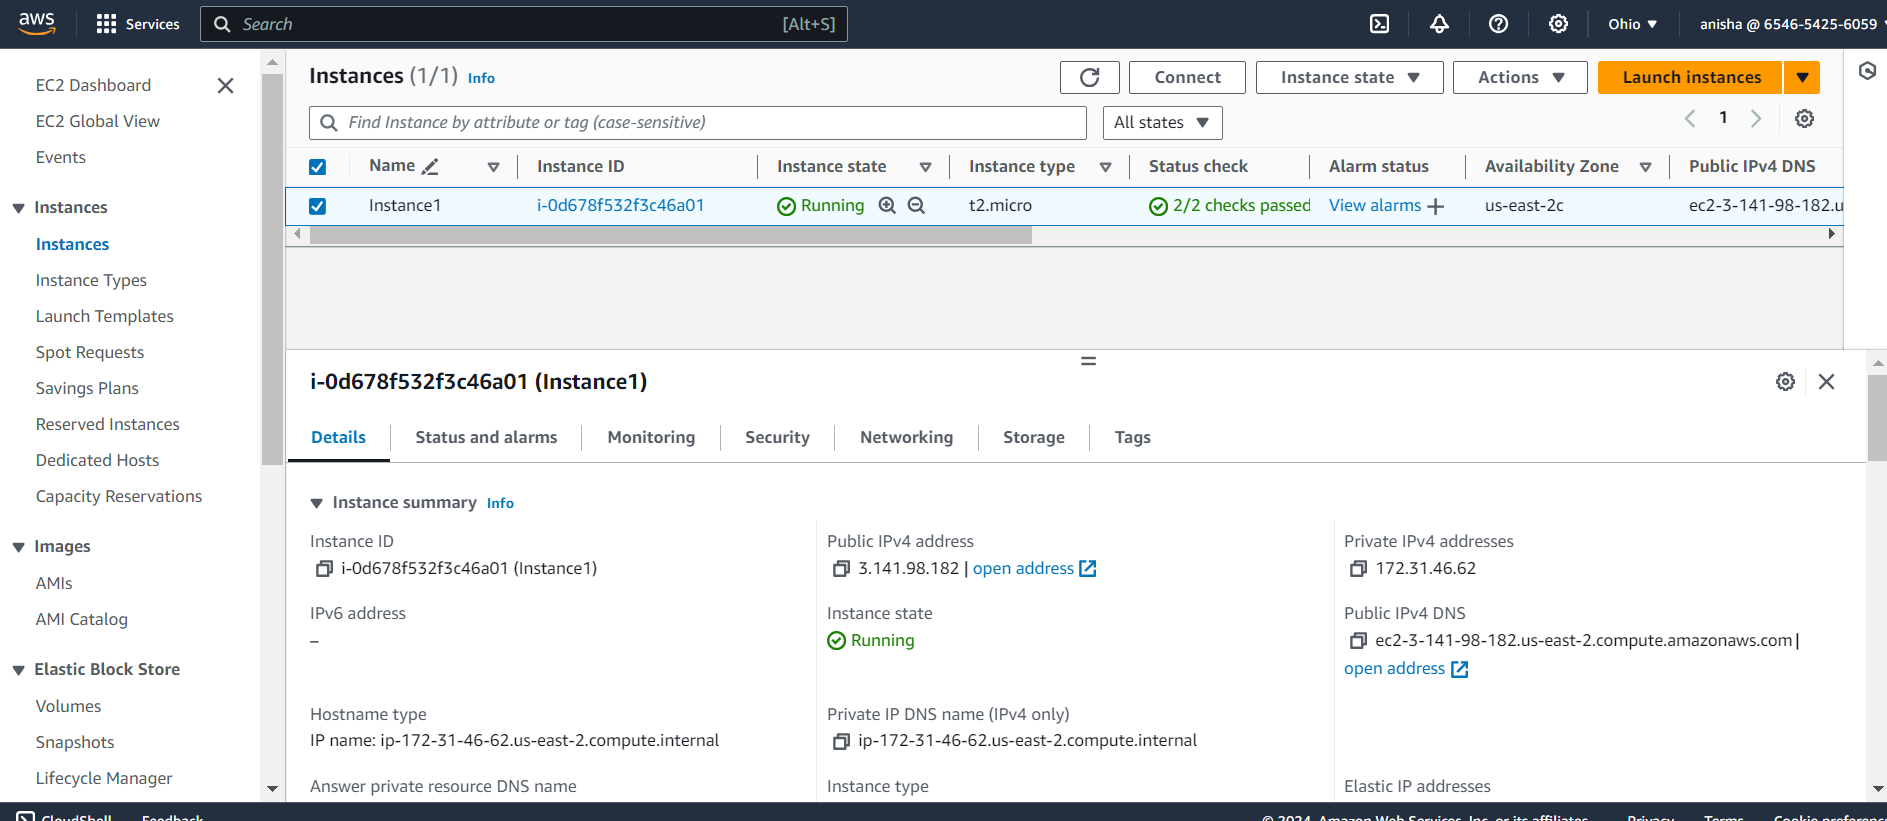 aws Services Search [Alt+S] Ohio anisha @ 6546-5425-6059
EC2 Dashboard
EC2 Global View
Events
Instances
Instances
Instance Types
Launch Templates
Spot Requests
Savings Plans
Reserved Instances
Dedicated Hosts
Capacity Reservations
Images
AMIs
AMI Catalog
Elastic Block Store
Volumes
Snapshots
Lifecycle Manager
Instances (1/1) Info Connect Instance state Actions Launch instances
Find Instance by attribute or tag (case-sensitive) All states 1
Name Instance ID Instance state Instance type Status check Alarm status Availability Zone Public IPv4 DNS
Instance1 i-0d678f532f3c46a01 Running t2.micro 2/2 checks passed View alarms + us-east-2c ec2-3-141-98-182.u
i-0d678f532f3c46a01 (Instance1)
Details Status and alarms Monitoring Security Networking Storage Tags
Instance summary Info
Instance ID Public IPv4 address Private IPv4 addresses
i-0d678f532f3c46a01 (Instance1) 3.141.98.182 | open address 172.31.46.62
IPv6 address Instance state Public IPv4 DNS
– Running ec2-3-141-98-182.us-east-2.compute.amazonaws.com |
open address
Hostname type Private IP DNS name (IPv4 only)
IP name: ip-172-31-46-62.us-east-2.compute.internal ip-172-31-46-62.us-east-2.compute.internal
Answer private resource DNS name Instance type Elastic IP addresses
CloudShell Feedback © 2024, Amazon Web Services, Inc. or its affiliates. Privacy Terms Cookie preference